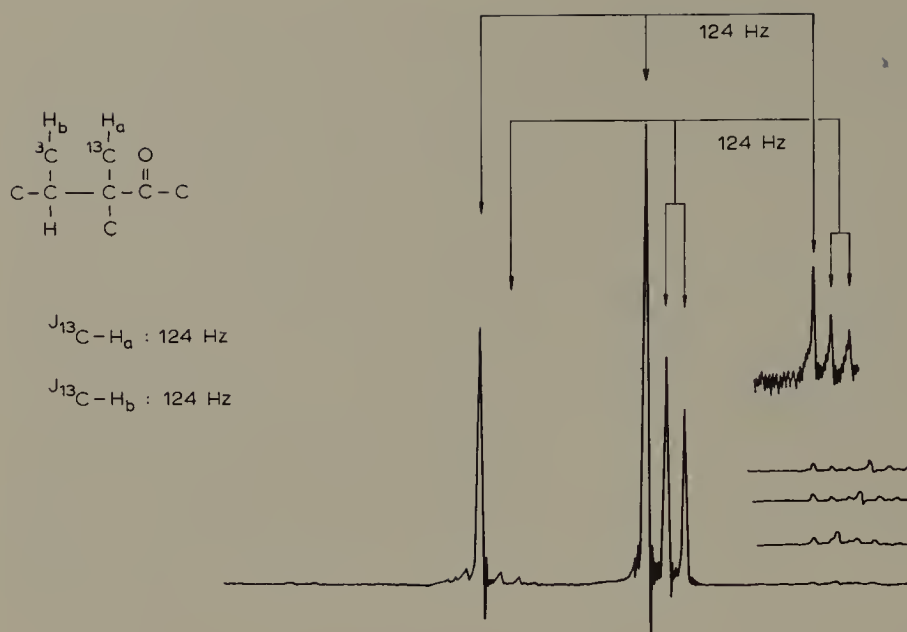 124 Hz
124 Hz
H_b H_a
³C ¹³C O
C–C–C–C–C
H C
J¹³C–H_a : 124 Hz
J¹³C–H_b : 124 Hz